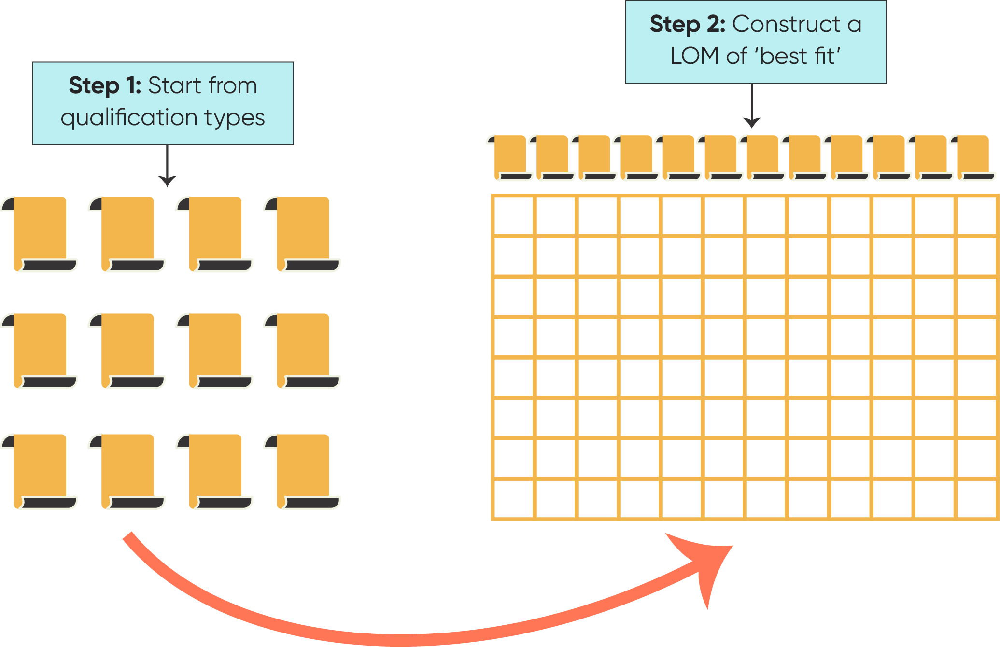 Step 1: Start from
qualification types
Step 2: Construct a
LOM of ‘best fit’